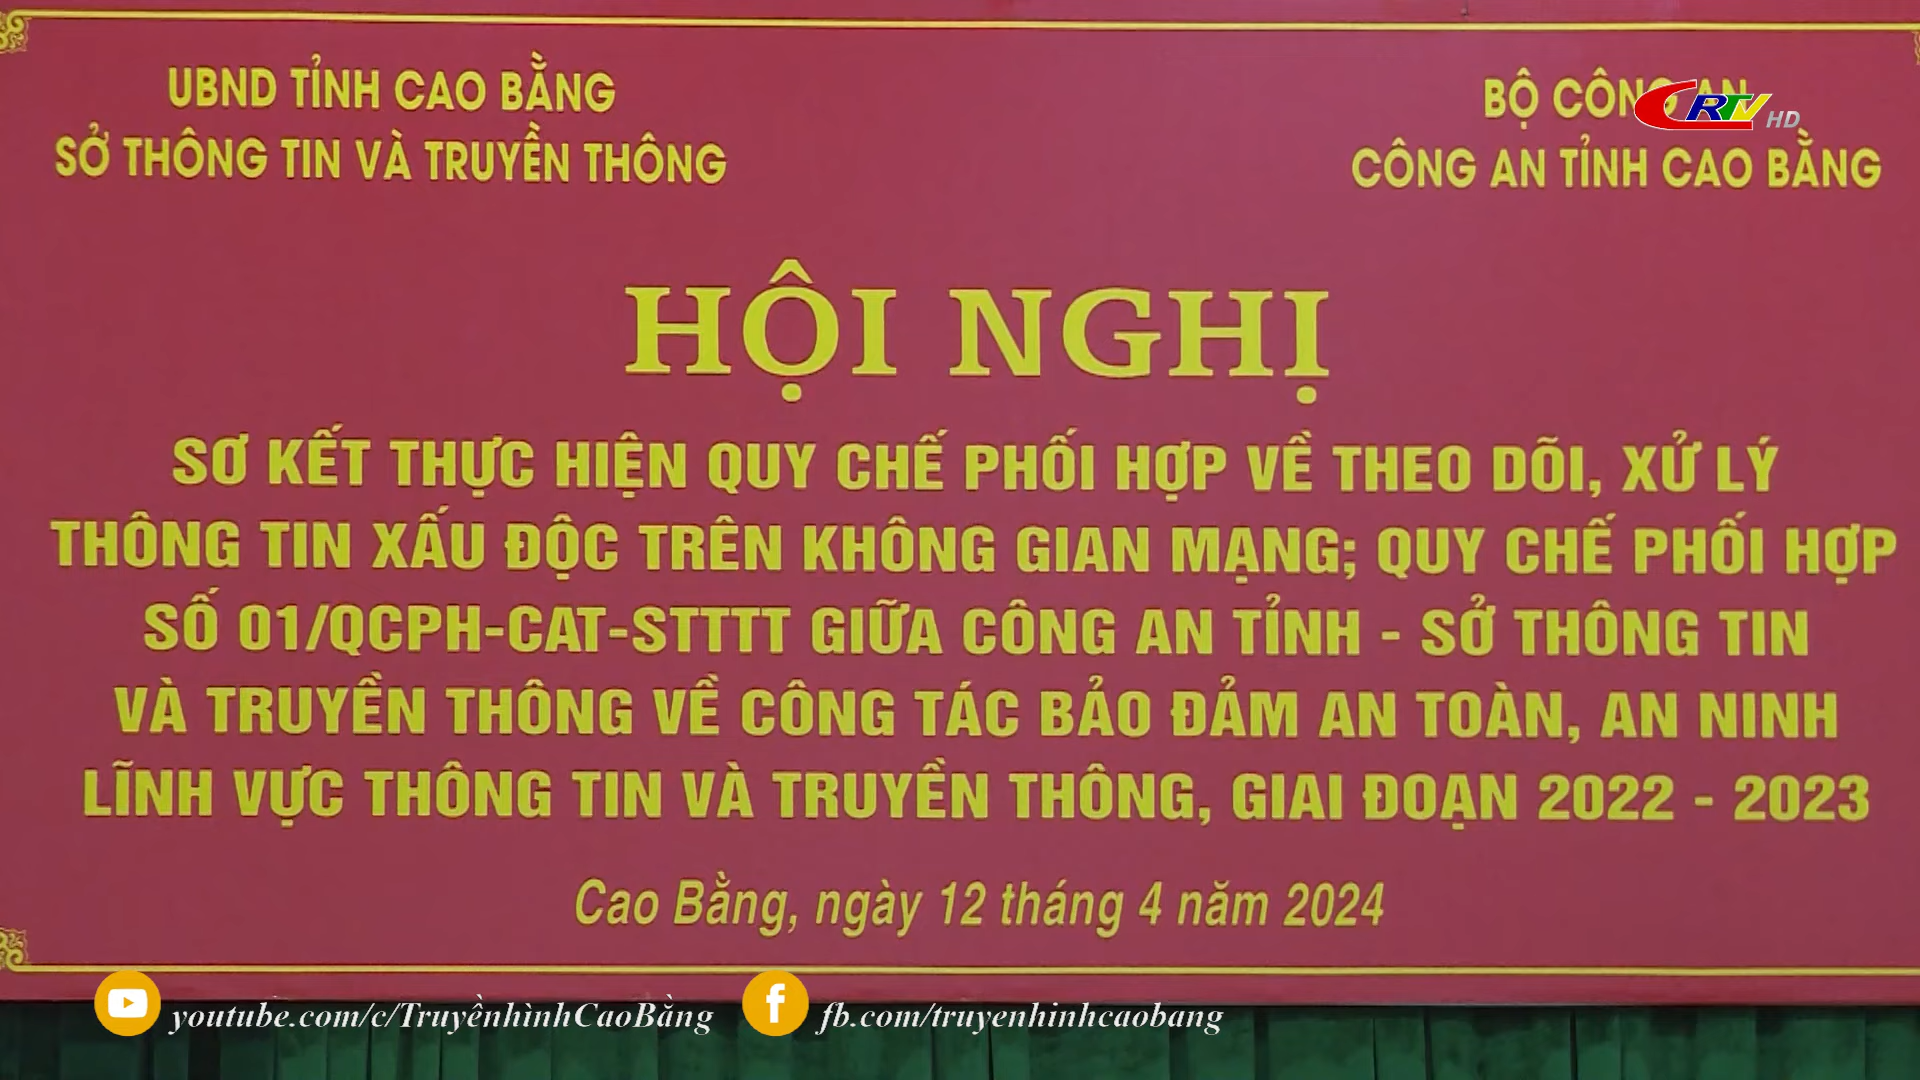 UBND TỈNH CAO BẰNG
SỞ THÔNG TIN VÀ TRUYỀN THÔNG
BỘ CÔNG AN
CÔNG AN TỈNH CAO BẰNG
CRTV HD
HỘI NGHỊ
SƠ KẾT THỰC HIỆN QUY CHẾ PHỐI HỢP VỀ THEO DÕI, XỬ LÝ
THÔNG TIN XẤU ĐỘC TRÊN KHÔNG GIAN MẠNG; QUY CHẾ PHỐI HỢP
SỐ 01/QCPH-CAT-STTTT GIỮA CÔNG AN TỈNH - SỞ THÔNG TIN
VÀ TRUYỀN THÔNG VỀ CÔNG TÁC BẢO ĐẢM AN TOÀN, AN NINH
LĨNH VỰC THÔNG TIN VÀ TRUYỀN THÔNG, GIAI ĐOẠN 2022 - 2023
Cao Bằng, ngày 12 tháng 4 năm 2024
youtube.com/c/TruyềnhìnhCaoBằng
fb.com/truyenhinhcaobang